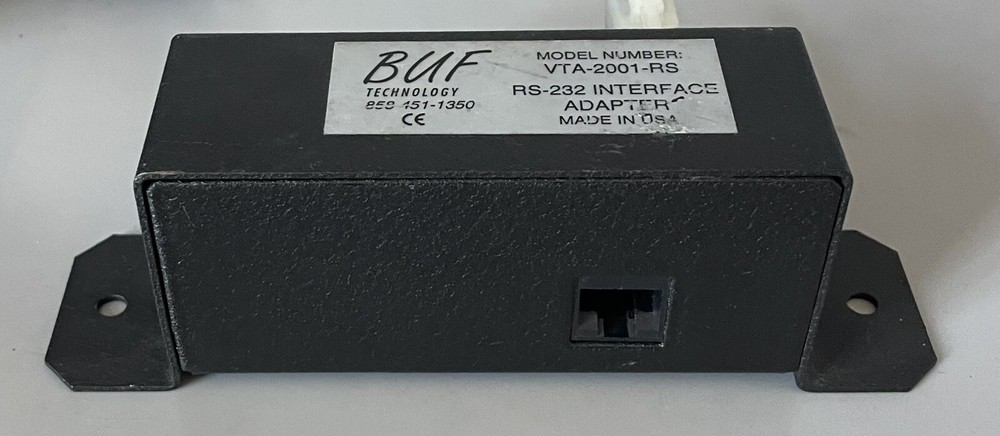 BUF
TECHNOLOGY
858 451-1350
CE
MODEL NUMBER:
VTA-2001-RS
RS-232 INTERFACE
ADAPTER
MADE IN USA